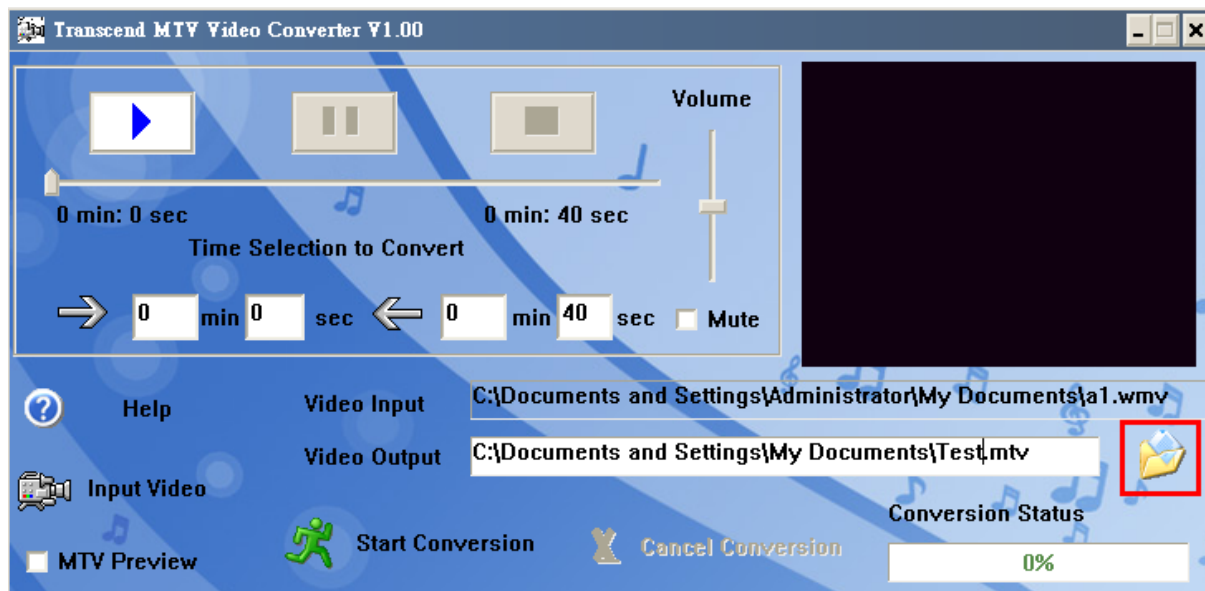 Transcend MTV Video Converter V1.00
Volume
0 min: 0 sec
0 min: 40 sec
Time Selection to Convert
0 min 0 sec 0 min 40 sec Mute
Help
Video Input C:\Documents and Settings\Administrator\My Documents\a1.wmv
Video Output C:\Documents and Settings\My Documents\Test.mtv
Input Video
Conversion Status
Start Conversion
Cancel Conversion
MTV Preview
0%